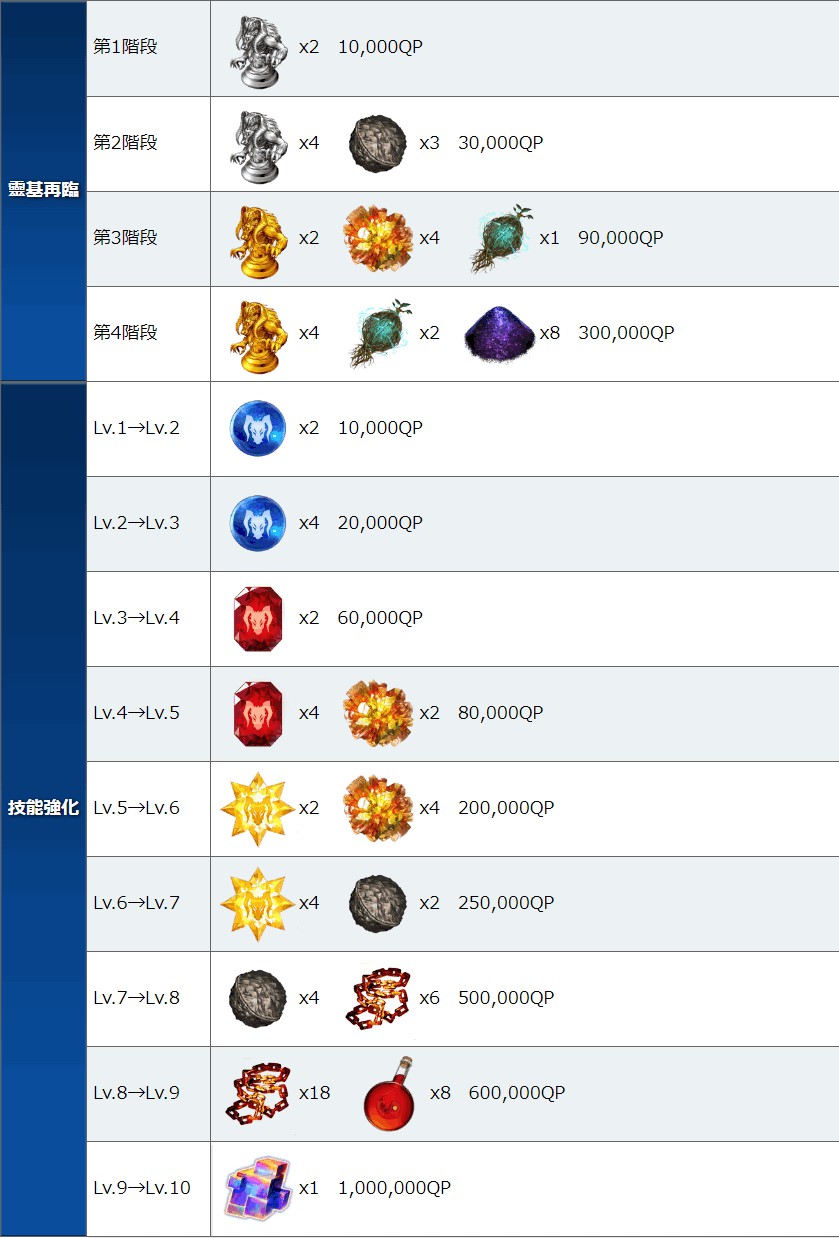 靈基再臨
第1階段 x2 10,000QP
第2階段 x4 x3 30,000QP
第3階段 x2 x4 x1 90,000QP
第4階段 x4 x2 x8 300,000QP
技能強化
Lv.1→Lv.2 x2 10,000QP
Lv.2→Lv.3 x4 20,000QP
Lv.3→Lv.4 x2 60,000QP
Lv.4→Lv.5 x4 x2 80,000QP
Lv.5→Lv.6 x2 x4 200,000QP
Lv.6→Lv.7 x4 x2 250,000QP
Lv.7→Lv.8 x4 x6 500,000QP
Lv.8→Lv.9 x18 x8 600,000QP
Lv.9→Lv.10 x1 1,000,000QP